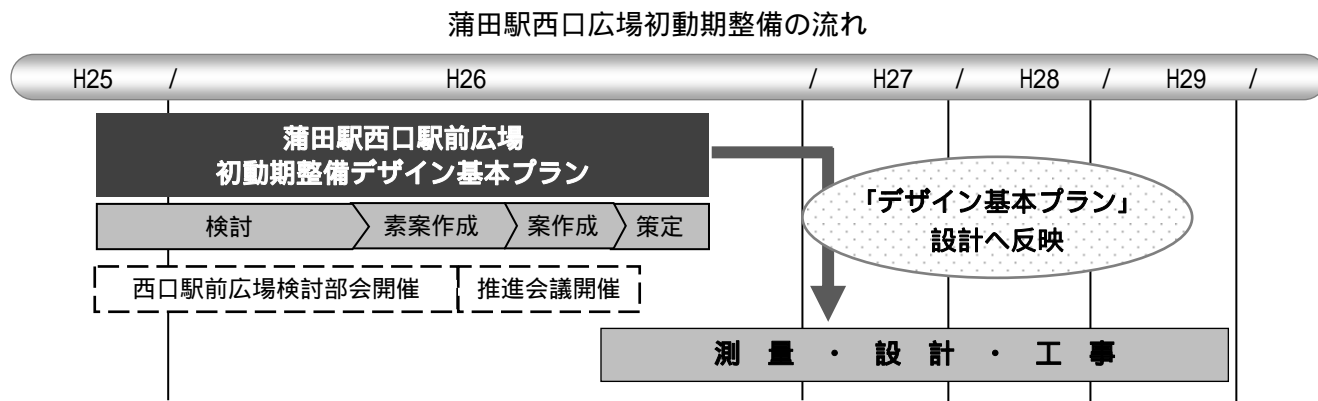 蒲田駅西口広場初動期整備の流れ
H25 / H26 / H27 / H28 / H29 /
蒲田駅西口駅前広場
初動期整備デザイン基本プラン
検討 素案作成 案作成 策定
西口駅前広場検討部会開催 推進会議開催
「デザイン基本プラン」
設計へ反映
測量・設計・工事